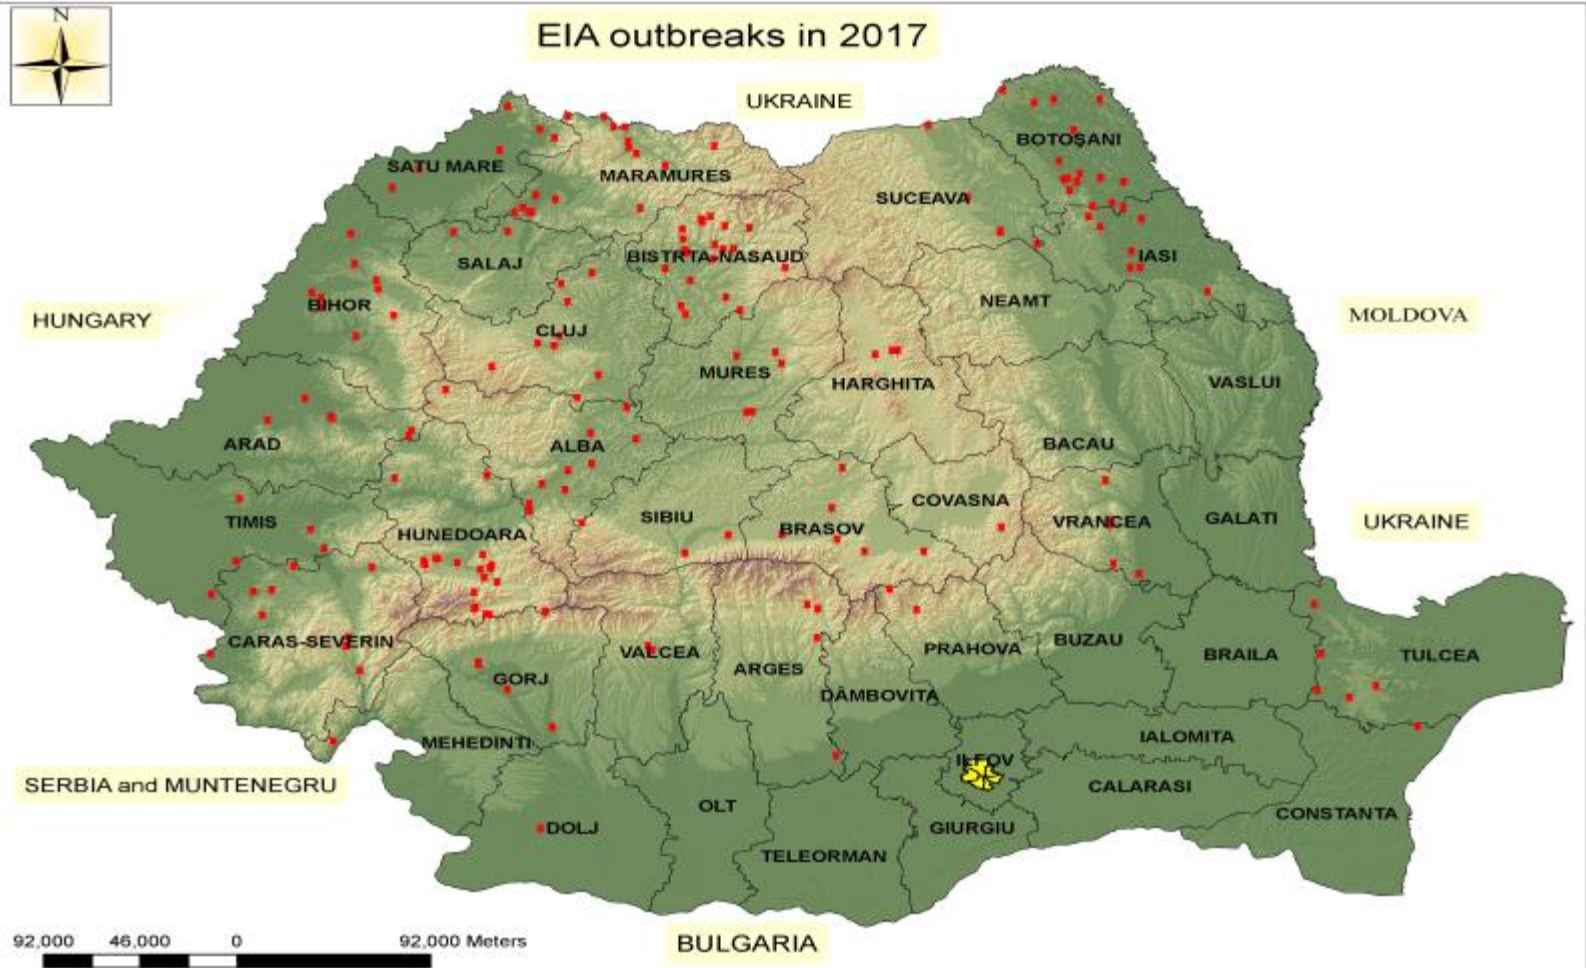 N
EIA outbreaks in 2017
UKRAINE
BOTOŞANI
SATU MARE
MARAMURES
SUCEAVA
BISTRTA-NASAUD
IASI
SALAJ
NEAMT
HUNGARY
BIHOR
MOLDOVA
CLUJ
MURES
HARGHITA
VASLUI
ARAD
ALBA
BACAU
COVASNA
TIMIS
SIBIU
BRASOV
VRANCEA
GALATI
UKRAINE
HUNEDOARA
CARAS-SEVERIN
VALCEA
ARGES
PRAHOVA
BUZAU
BRAILA
TULCEA
GORJ
DÂMBOVITA
MEHEDINTI
IALOMITA
ILFOV
SERBIA and MUNTENEGRU
CALARASI
OLT
CONSTANTA
DOLJ
GIURGIU
TELEORMAN
92,000 46,000 0 92,000 Meters
BULGARIA